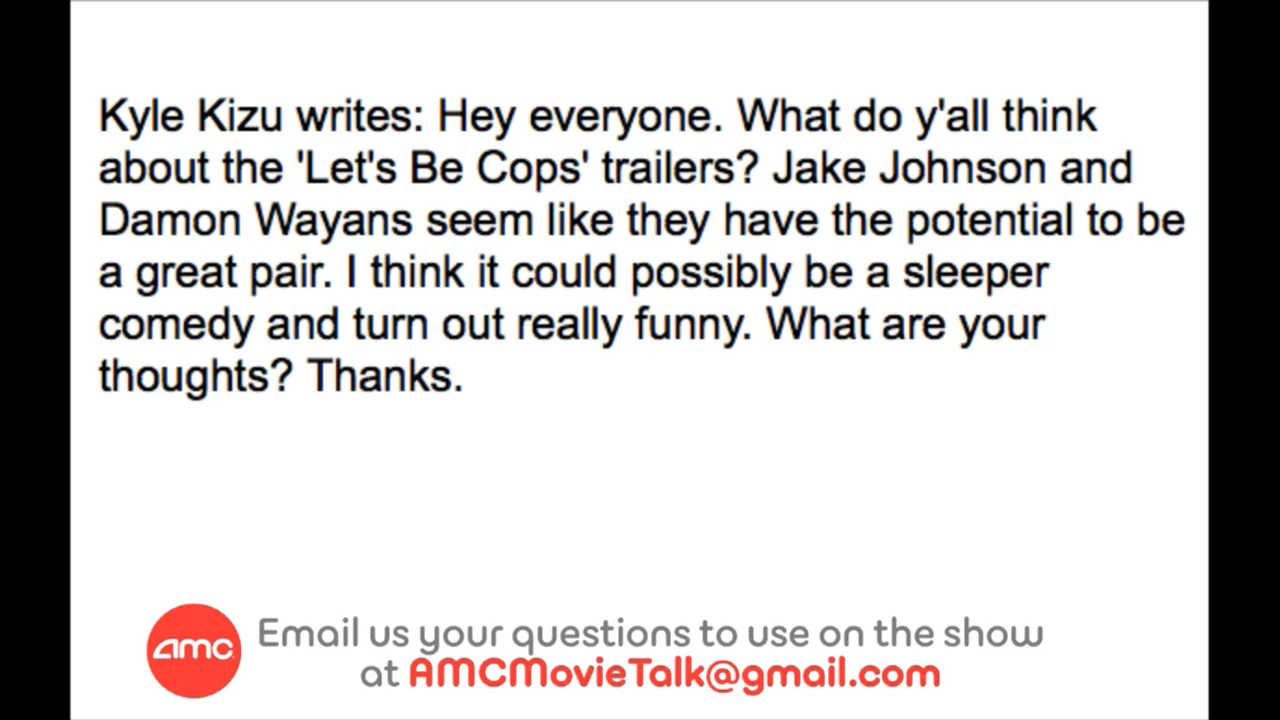 Kyle Kizu writes: Hey everyone. What do y'all think
about the 'Let's Be Cops' trailers? Jake Johnson and
Damon Wayans seem like they have the potential to be
a great pair. I think it could possibly be a sleeper
comedy and turn out really funny. What are your
thoughts? Thanks.
amc
Email us your questions to use on the show
at AMCMovieTalk@gmail.com